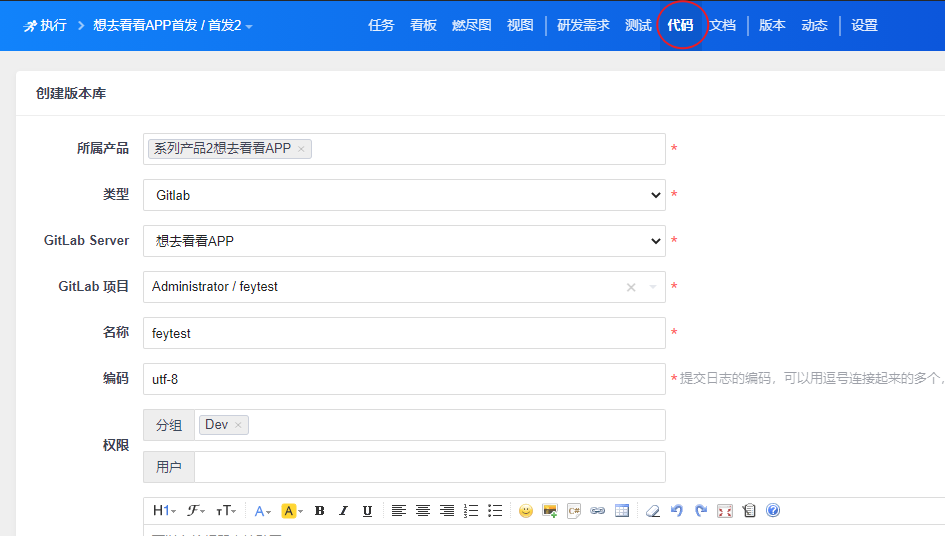 执行 > 想去看看APP首发 / 首发2 任务 看板 燃尽图 视图 研发需求 测试 代码 文档 版本 动态 设置
创建版本库
所属产品 系列产品2想去看看APP × *
类型 Gitlab *
GitLab Server 想去看看APP *
GitLab 项目 Administrator / feytest × *
名称 feytest *
编码 utf-8 * 提交日志的编码，可以用逗号连接起来的多个，
权限 分组 Dev ×
用户
H1 F TT A A B I U C#